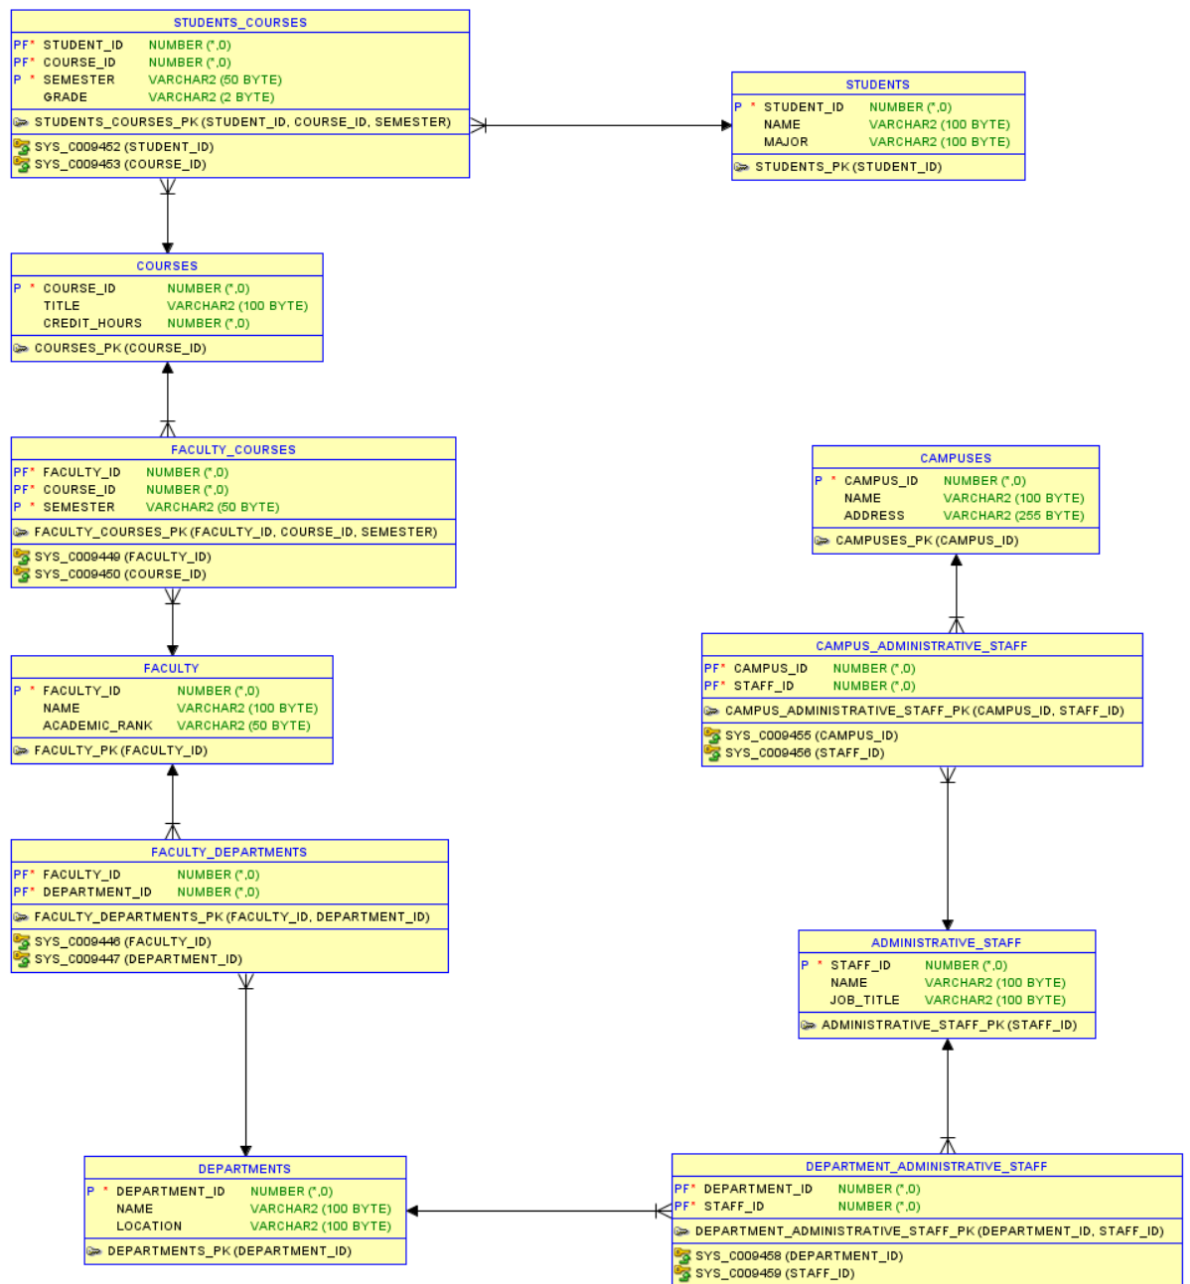 STUDENTS_COURSES
PF* STUDENT_ID NUMBER (*,0)
PF* COURSE_ID NUMBER (*,0)
P * SEMESTER VARCHAR2 (50 BYTE)
GRADE VARCHAR2 (2 BYTE)
STUDENTS_COURSES_PK (STUDENT_ID, COURSE_ID, SEMESTER)
SYS_C009452 (STUDENT_ID)
SYS_C009453 (COURSE_ID)
STUDENTS
P * STUDENT_ID NUMBER (*,0)
NAME VARCHAR2 (100 BYTE)
MAJOR VARCHAR2 (100 BYTE)
STUDENTS_PK (STUDENT_ID)
COURSES
P * COURSE_ID NUMBER (*,0)
TITLE VARCHAR2 (100 BYTE)
CREDIT_HOURS NUMBER (*,0)
COURSES_PK (COURSE_ID)
FACULTY_COURSES
PF* FACULTY_ID NUMBER (*,0)
PF* COURSE_ID NUMBER (*,0)
P * SEMESTER VARCHAR2 (50 BYTE)
FACULTY_COURSES_PK (FACULTY_ID, COURSE_ID, SEMESTER)
SYS_C009449 (FACULTY_ID)
SYS_C009450 (COURSE_ID)
CAMPUSES
P * CAMPUS_ID NUMBER (*,0)
NAME VARCHAR2 (100 BYTE)
ADDRESS VARCHAR2 (255 BYTE)
CAMPUSES_PK (CAMPUS_ID)
FACULTY
P * FACULTY_ID NUMBER (*,0)
NAME VARCHAR2 (100 BYTE)
ACADEMIC_RANK VARCHAR2 (50 BYTE)
FACULTY_PK (FACULTY_ID)
CAMPUS_ADMINISTRATIVE_STAFF
PF* CAMPUS_ID NUMBER (*,0)
PF* STAFF_ID NUMBER (*,0)
CAMPUS_ADMINISTRATIVE_STAFF_PK (CAMPUS_ID, STAFF_ID)
SYS_C009455 (CAMPUS_ID)
SYS_C009456 (STAFF_ID)
FACULTY_DEPARTMENTS
PF* FACULTY_ID NUMBER (*,0)
PF* DEPARTMENT_ID NUMBER (*,0)
FACULTY_DEPARTMENTS_PK (FACULTY_ID, DEPARTMENT_ID)
SYS_C009446 (FACULTY_ID)
SYS_C009447 (DEPARTMENT_ID)
ADMINISTRATIVE_STAFF
P * STAFF_ID NUMBER (*,0)
NAME VARCHAR2 (100 BYTE)
JOB_TITLE VARCHAR2 (100 BYTE)
ADMINISTRATIVE_STAFF_PK (STAFF_ID)
DEPARTMENTS
P * DEPARTMENT_ID NUMBER (*,0)
NAME VARCHAR2 (100 BYTE)
LOCATION VARCHAR2 (100 BYTE)
DEPARTMENTS_PK (DEPARTMENT_ID)
DEPARTMENT_ADMINISTRATIVE_STAFF
PF* DEPARTMENT_ID NUMBER (*,0)
PF* STAFF_ID NUMBER (*,0)
DEPARTMENT_ADMINISTRATIVE_STAFF_PK (DEPARTMENT_ID, STAFF_ID)
SYS_C009458 (DEPARTMENT_ID)
SYS_C009459 (STAFF_ID)